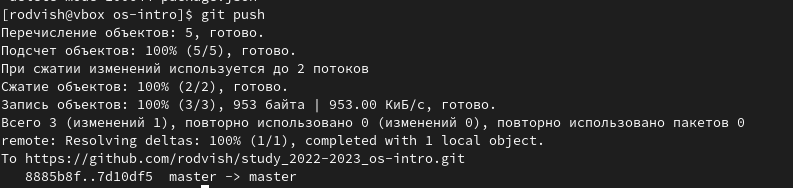 [rodvish@vbox os-intro]$ git push
Перечисление объектов: 5, готово.
Подсчет объектов: 100% (5/5), готово.
При сжатии изменений используется до 2 потоков
Сжатие объектов: 100% (2/2), готово.
Запись объектов: 100% (3/3), 953 байта | 953.00 КиБ/с, готово.
Всего 3 (изменений 1), повторно использовано 0 (изменений 0), повторно использовано пакетов 0
remote: Resolving deltas: 100% (1/1), completed with 1 local object.
To https://github.com/rodvish/study_2022-2023_os-intro.git
   8885b8f..7d10df5  master -> master